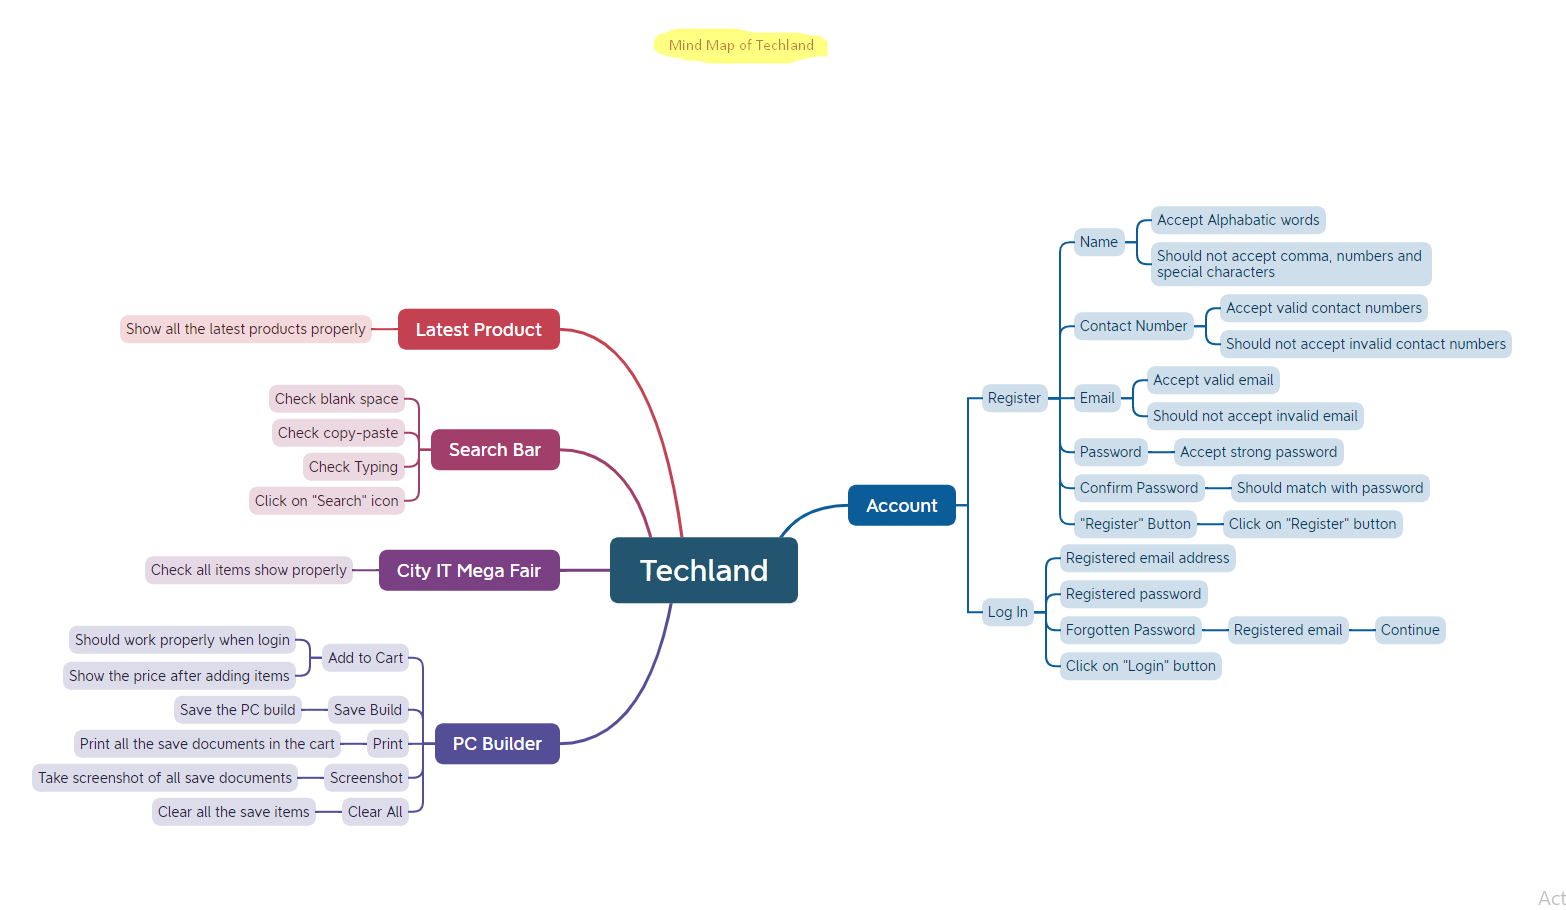 Mind Map of Techland
Latest Product
Show all the latest products properly
Search Bar
Check blank space
Check copy-paste
Check Typing
Click on "Search" icon
City IT Mega Fair
Check all items show properly
PC Builder
Add to Cart
Should work properly when login
Show the price after adding items
Save Build
Save the PC build
Print
Print all the save documents in the cart
Screenshot
Take screenshot of all save documents
Clear All
Clear all the save items
Techland
Account
Register
Name
Accept Alphabatic words
Should not accept comma, numbers and
special characters
Contact Number
Accept valid contact numbers
Should not accept invalid contact numbers
Email
Accept valid email
Should not accept invalid email
Password
Accept strong password
Confirm Password
Should match with password
"Register" Button
Click on "Register" button
Log In
Registered email address
Registered password
Forgotten Password
Registered email
Continue
Click on "Login" button
Act